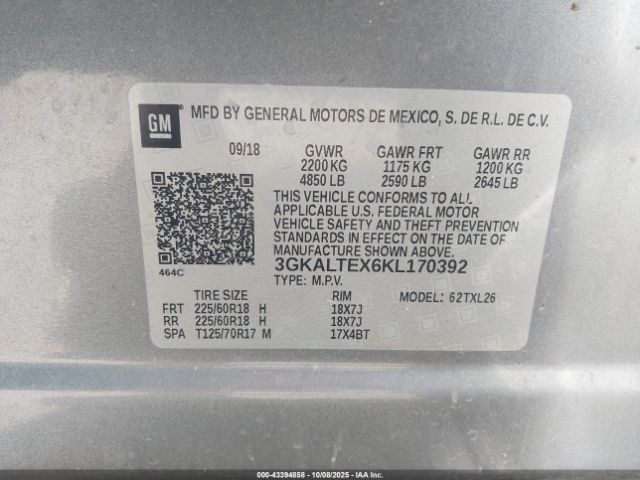 GM
MFD BY GENERAL MOTORS DE MEXICO, S. DE R.L. DE C.V.
09/18 GVWR GAWR FRT GAWR RR
2200 KG 1175 KG 1200 KG
4850 LB 2590 LB 2645 LB
THIS VEHICLE CONFORMS TO ALL
APPLICABLE U.S. FEDERAL MOTOR
VEHICLE SAFETY AND THEFT PREVENTION
STANDARDS IN EFFECT ON THE DATE OF
MANUFACTURE SHOWN ABOVE.
464C
3GKALTEX6KL170392
TYPE: M.P.V.
TIRE SIZE RIM MODEL: 62TXL26
FRT 225/60R18 H 18X7J
RR 225/60R18 H 18X7J
SPA T125/70R17 M 17X4BT
000-43394858 - 10/08/2025 - IAA Inc. - Copyright